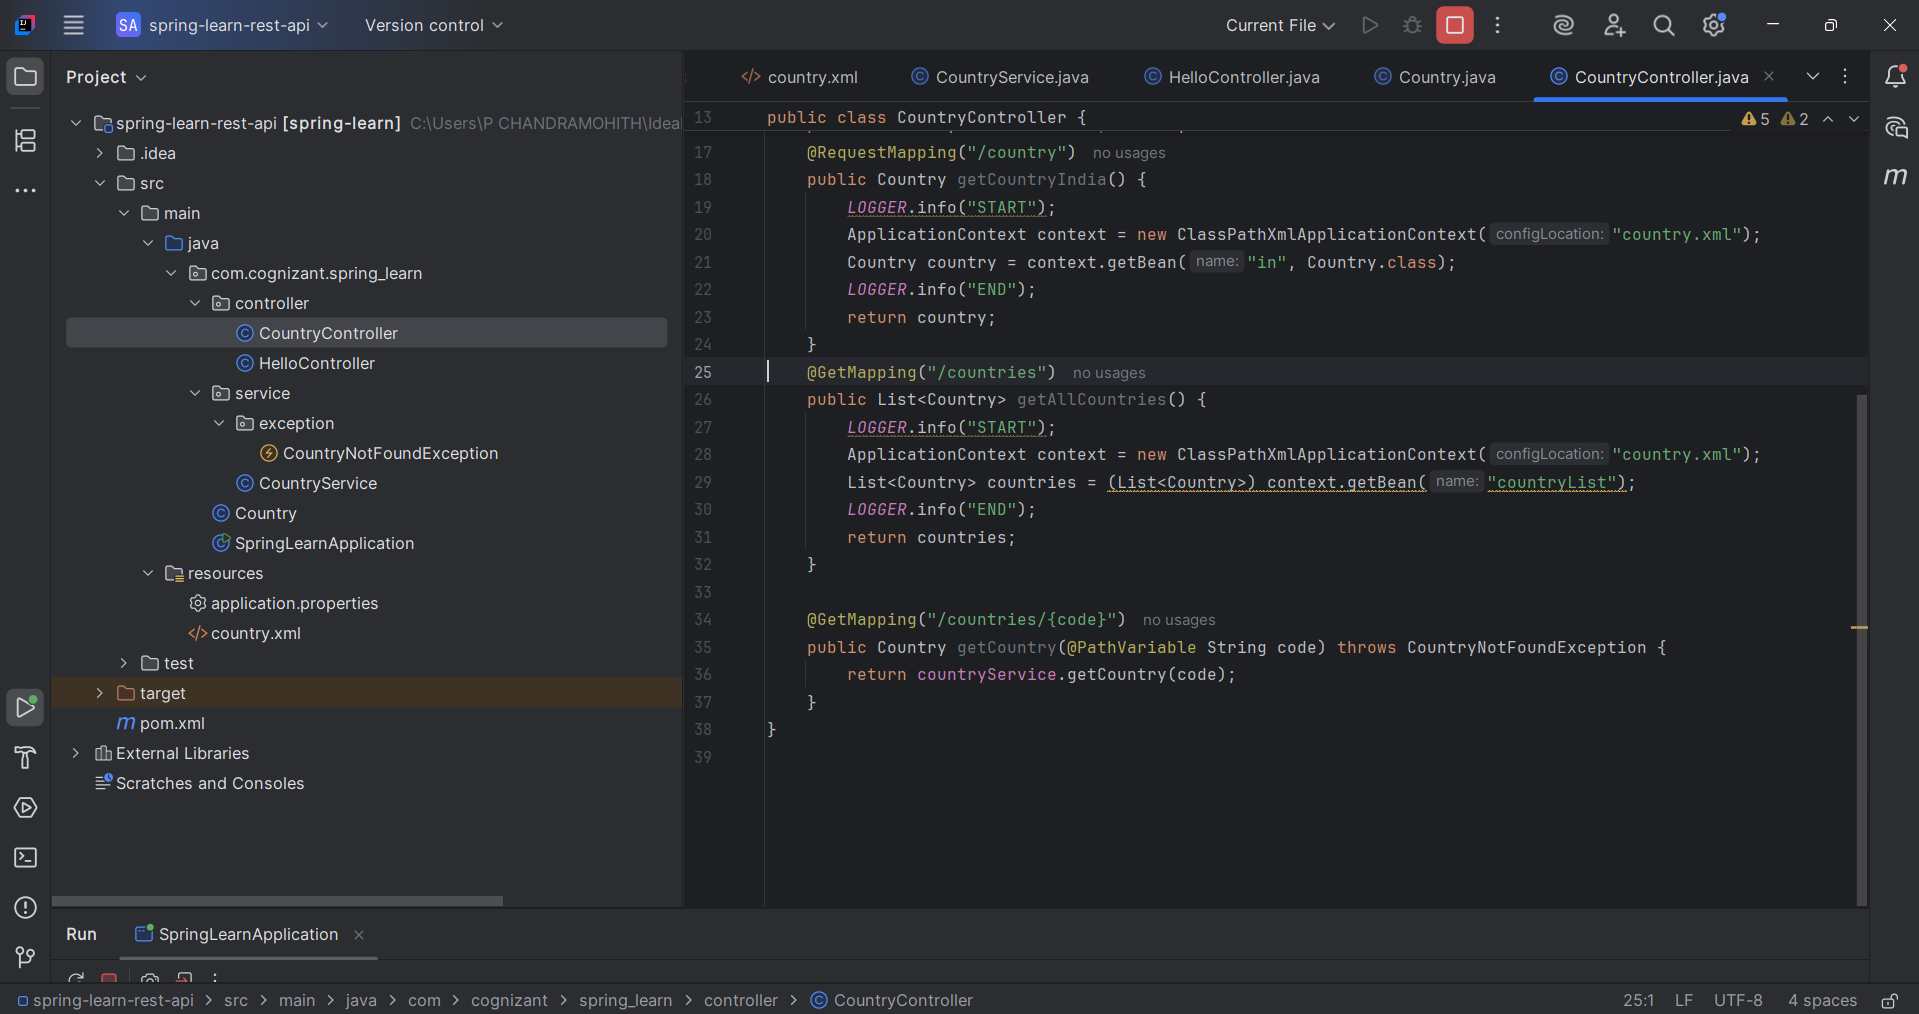 SA spring-learn-rest-api Version control Current File
Project
country.xml CountryService.java HelloController.java Country.java CountryController.java
spring-learn-rest-api [spring-learn] C:\Users\P CHANDRAMOHITH\Idea
.idea
src
main
java
com.cognizant.spring_learn
controller
CountryController
HelloController
service
exception
CountryNotFoundException
CountryService
Country
SpringLearnApplication
resources
application.properties
country.xml
test
target
pom.xml
External Libraries
Scratches and Consoles
13 public class CountryController { 5 2
17 @RequestMapping("/country") no usages
18 public Country getCountryIndia() {
19 LOGGER.info("START");
20 ApplicationContext context = new ClassPathXmlApplicationContext( configLocation: "country.xml");
21 Country country = context.getBean( name: "in", Country.class);
22 LOGGER.info("END");
23 return country;
24 }
25 @GetMapping("/countries") no usages
26 public List<Country> getAllCountries() {
27 LOGGER.info("START");
28 ApplicationContext context = new ClassPathXmlApplicationContext( configLocation: "country.xml");
29 List<Country> countries = (List<Country>) context.getBean( name: "countryList");
30 LOGGER.info("END");
31 return countries;
32 }
33
34 @GetMapping("/countries/{code}") no usages
35 public Country getCountry(@PathVariable String code) throws CountryNotFoundException {
36 return countryService.getCountry(code);
37 }
38 }
39
Run SpringLearnApplication
spring-learn-rest-api > src > main > java > com > cognizant > spring_learn > controller > CountryController 25:1 LF UTF-8 4 spaces